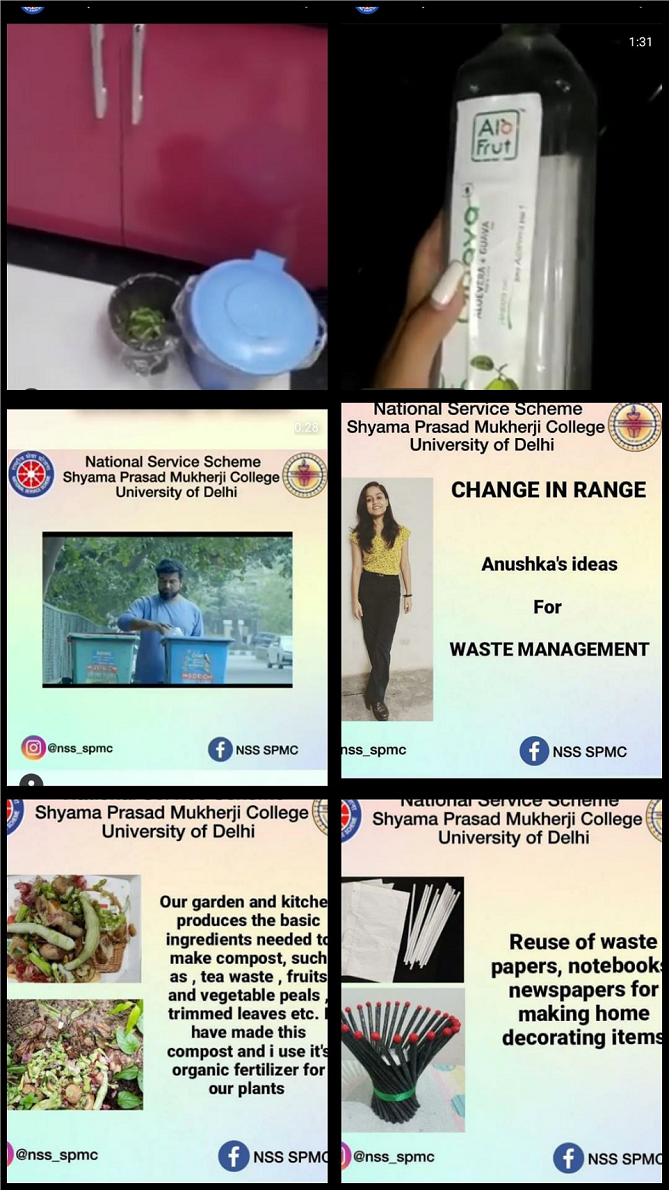 1:31
Alo
Frut
ALOEVERA + GUAVA
0:28
National Service Scheme
Shyama Prasad Mukherji College
University of Delhi
@nss_spmc
NSS SPMC
National Service Scheme
Shyama Prasad Mukherji College
University of Delhi
CHANGE IN RANGE
Anushka's ideas
For
WASTE MANAGEMENT
nss_spmc
NSS SPMC
National Service Scheme
Shyama Prasad Mukherji College
University of Delhi
Our garden and kitche
produces the basic
ingredients needed to
make compost, such
as , tea waste , fruits
and vegetable peals ,
trimmed leaves etc. I
have made this
compost and i use it's
organic fertilizer for
our plants
@nss_spmc
NSS SPMC
National Service Scheme
Shyama Prasad Mukherji College
University of Delhi
Reuse of waste
papers, notebooks
newspapers for
making home
decorating items
@nss_spmc
NSS SPMC